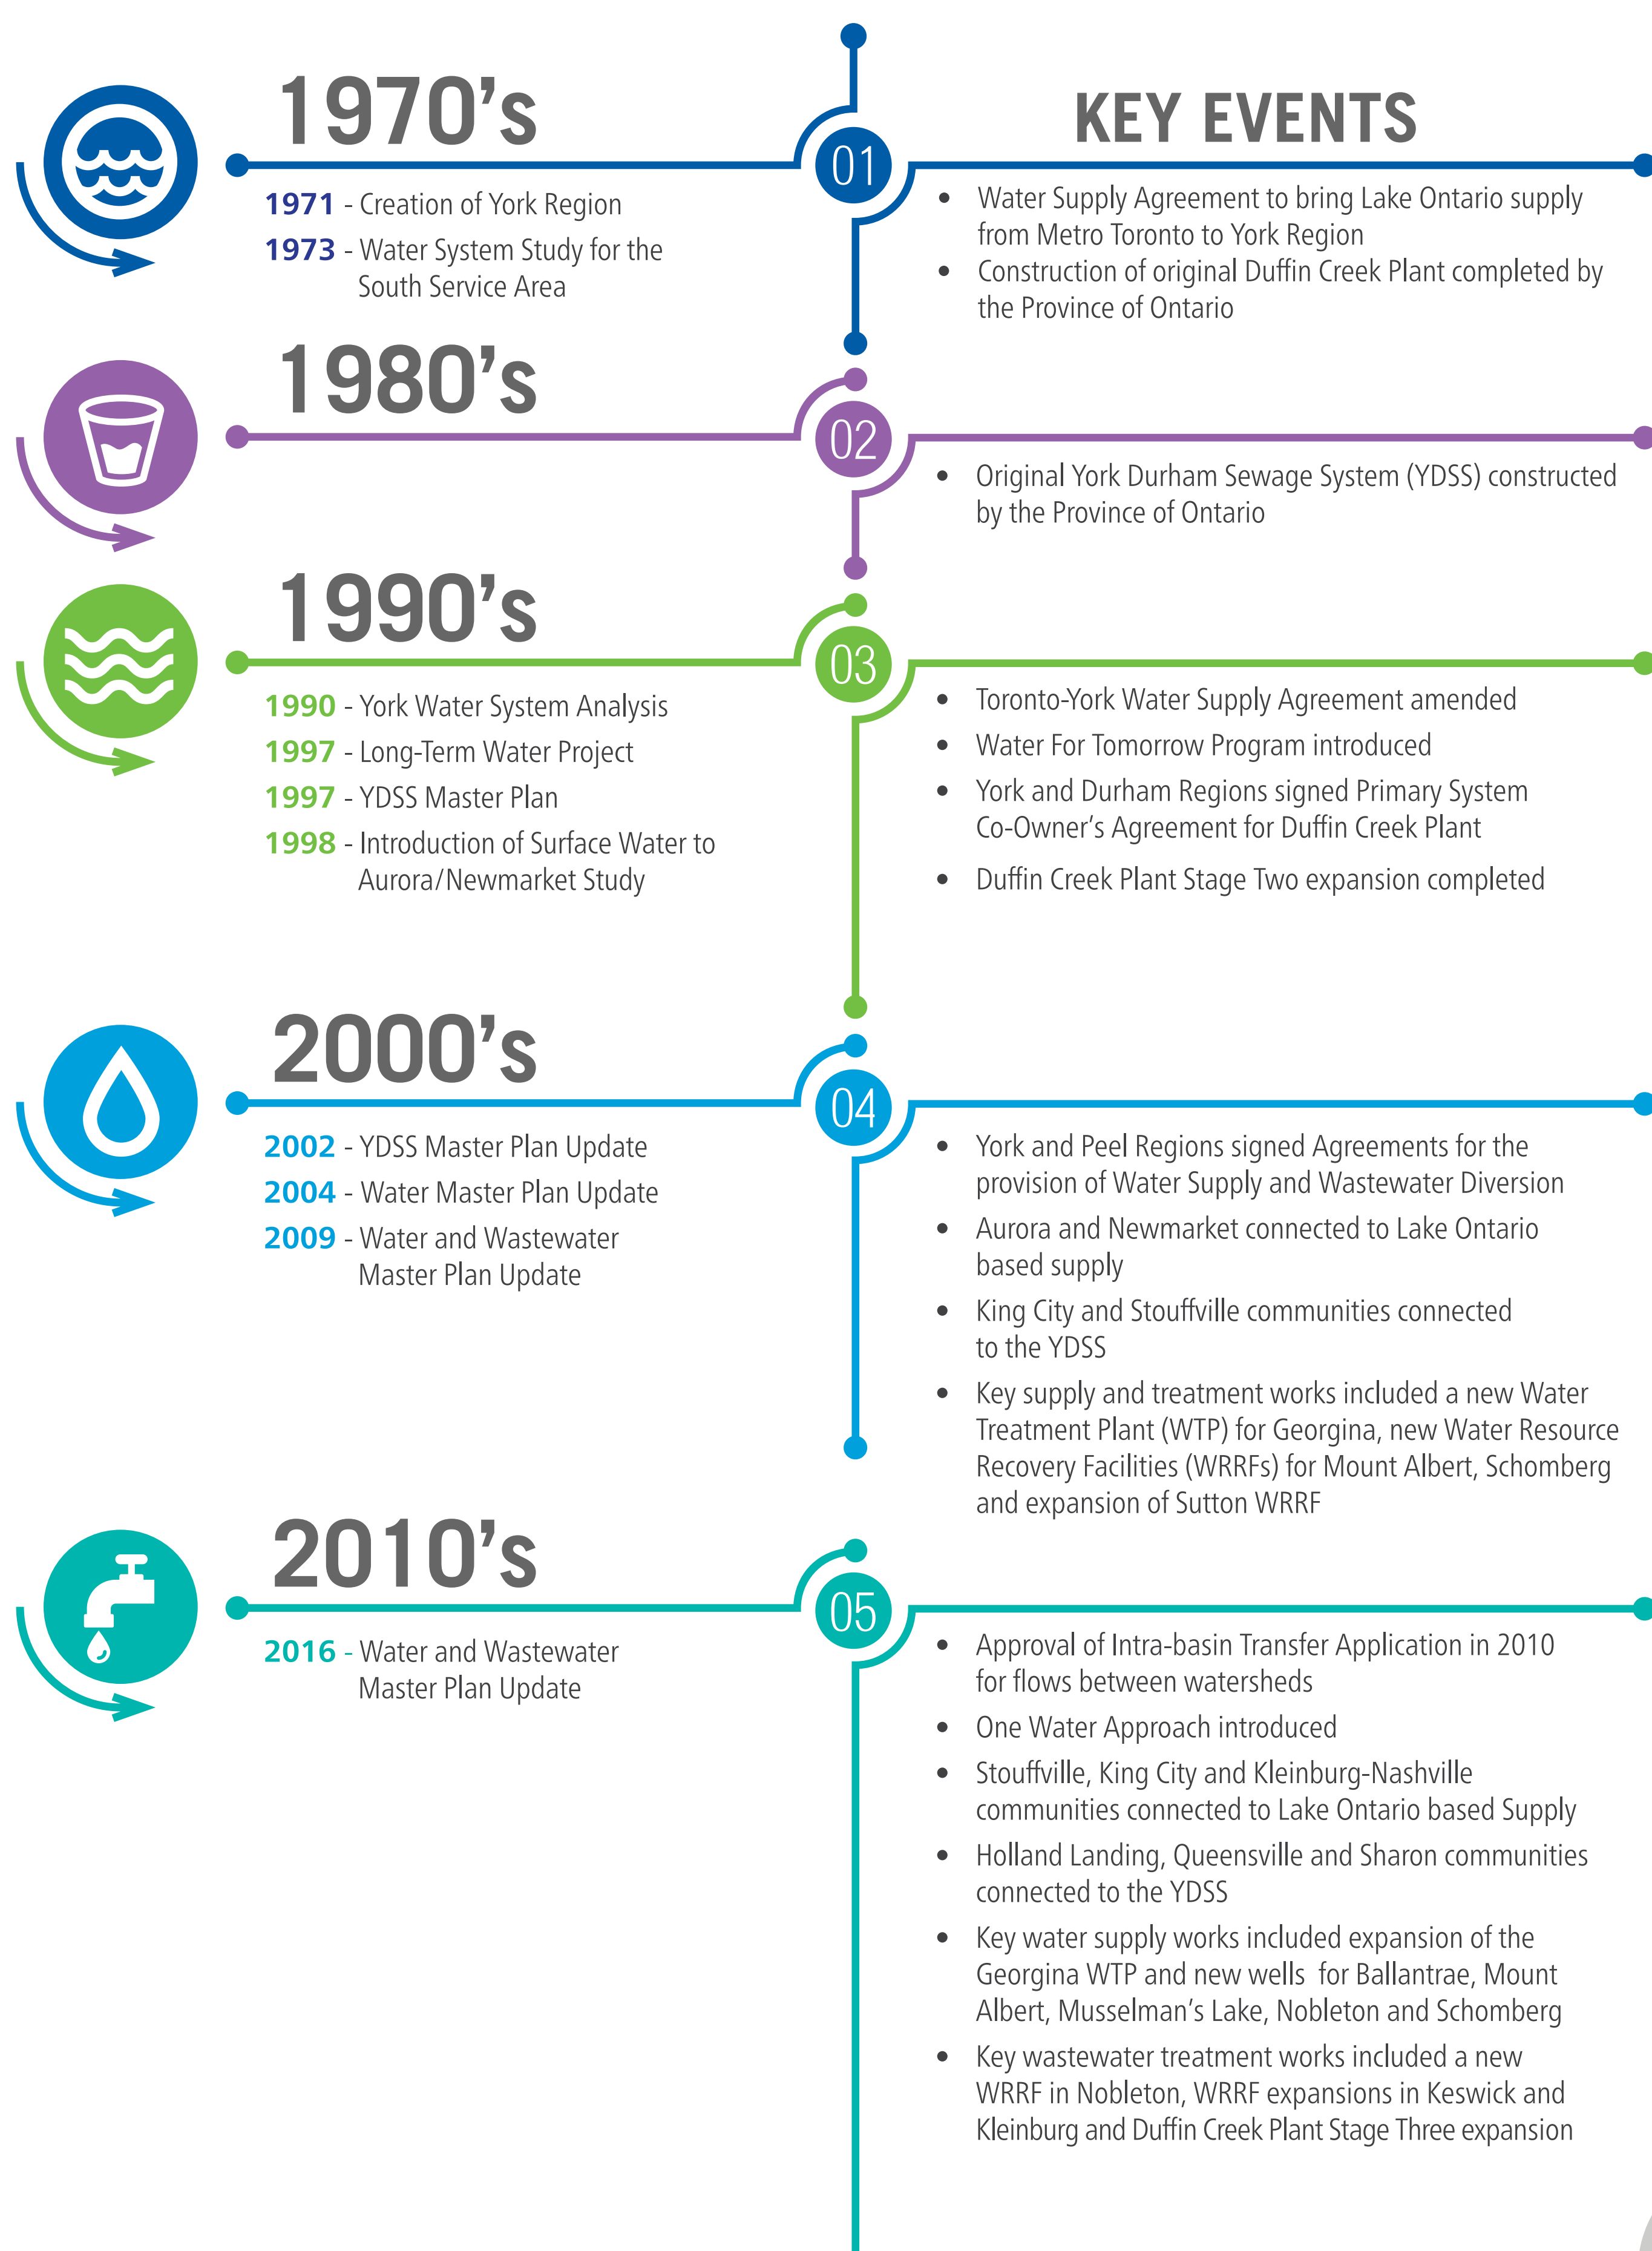 1970's
1971 - Creation of York Region
1973 - Water System Study for the
South Service Area
01
KEY EVENTS
• Water Supply Agreement to bring Lake Ontario supply
from Metro Toronto to York Region
• Construction of original Duffin Creek Plant completed by
the Province of Ontario
1980's
02
• Original York Durham Sewage System (YDSS) constructed
by the Province of Ontario
1990's
1990 - York Water System Analysis
1997 - Long-Term Water Project
1997 - YDSS Master Plan
1998 - Introduction of Surface Water to
Aurora/Newmarket Study
03
• Toronto-York Water Supply Agreement amended
• Water For Tomorrow Program introduced
• York and Durham Regions signed Primary System
Co-Owner's Agreement for Duffin Creek Plant
• Duffin Creek Plant Stage Two expansion completed
2000's
2002 - YDSS Master Plan Update
2004 - Water Master Plan Update
2009 - Water and Wastewater
Master Plan Update
04
• York and Peel Regions signed Agreements for the
provision of Water Supply and Wastewater Diversion
• Aurora and Newmarket connected to Lake Ontario
based supply
• King City and Stouffville communities connected
to the YDSS
• Key supply and treatment works included a new Water
Treatment Plant (WTP) for Georgina, new Water Resource
Recovery Facilities (WRRFs) for Mount Albert, Schomberg
and expansion of Sutton WRRF
2010's
2016 - Water and Wastewater
Master Plan Update
05
• Approval of Intra-basin Transfer Application in 2010
for flows between watersheds
• One Water Approach introduced
• Stouffville, King City and Kleinburg-Nashville
communities connected to Lake Ontario based Supply
• Holland Landing, Queensville and Sharon communities
connected to the YDSS
• Key water supply works included expansion of the
Georgina WTP and new wells for Ballantrae, Mount
Albert, Musselman's Lake, Nobleton and Schomberg
• Key wastewater treatment works included a new
WRRF in Nobleton, WRRF expansions in Keswick and
Kleinburg and Duffin Creek Plant Stage Three expansion